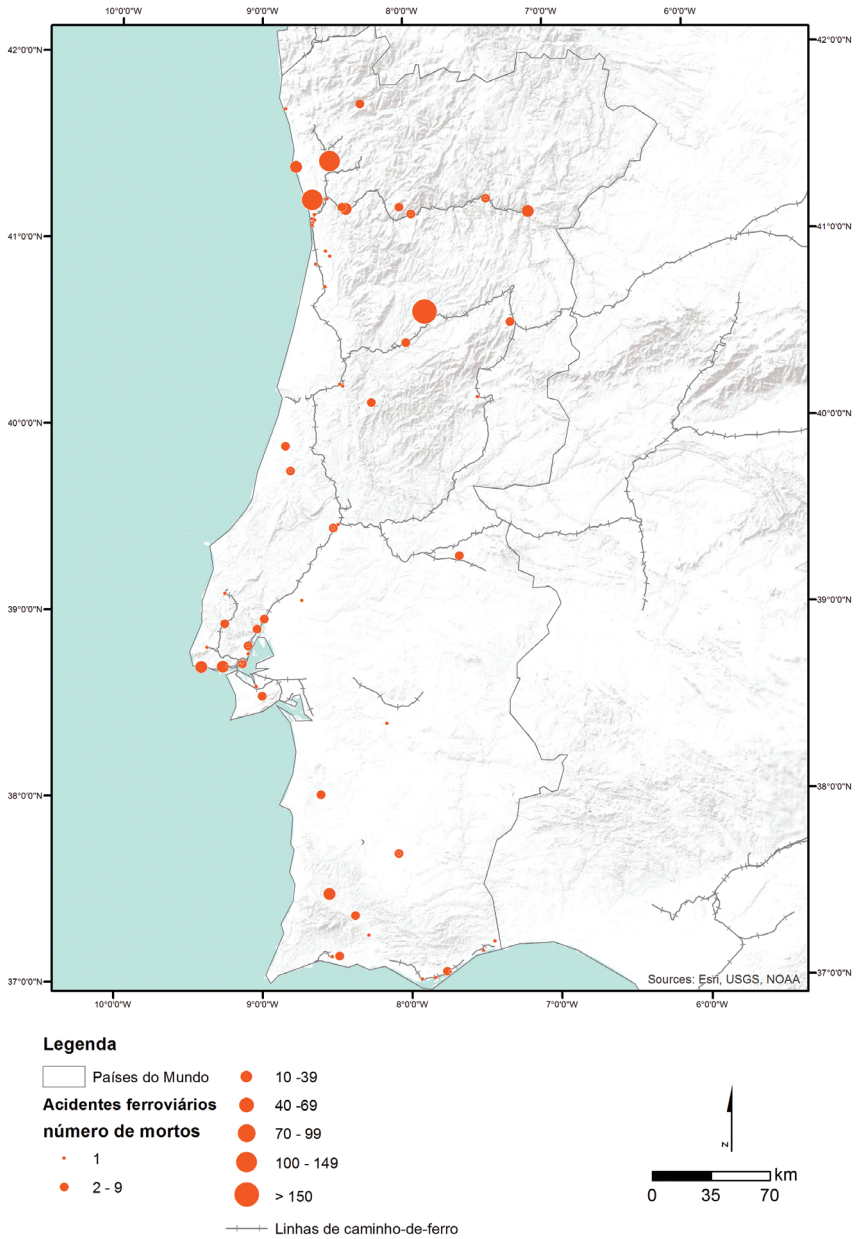 10°0'0"W 9°0'0"W 8°0'0"W 7°0'0"W 6°0'0"W
42°0'0"N 42°0'0"N
41°0'0"N 41°0'0"N
40°0'0"N 40°0'0"N
39°0'0"N 39°0'0"N
38°0'0"N 38°0'0"N
37°0'0"N 37°0'0"N
Sources: Esri, USGS, NOAA
10°0'0"W 9°0'0"W 8°0'0"W 7°0'0"W 6°0'0"W
Legenda
Países do Mundo
Acidentes ferroviários
número de mortos
1
2 - 9
10 -39
40 -69
70 - 99
100 - 149
> 150
Linhas de caminho-de-ferro
z
km
0 35 70